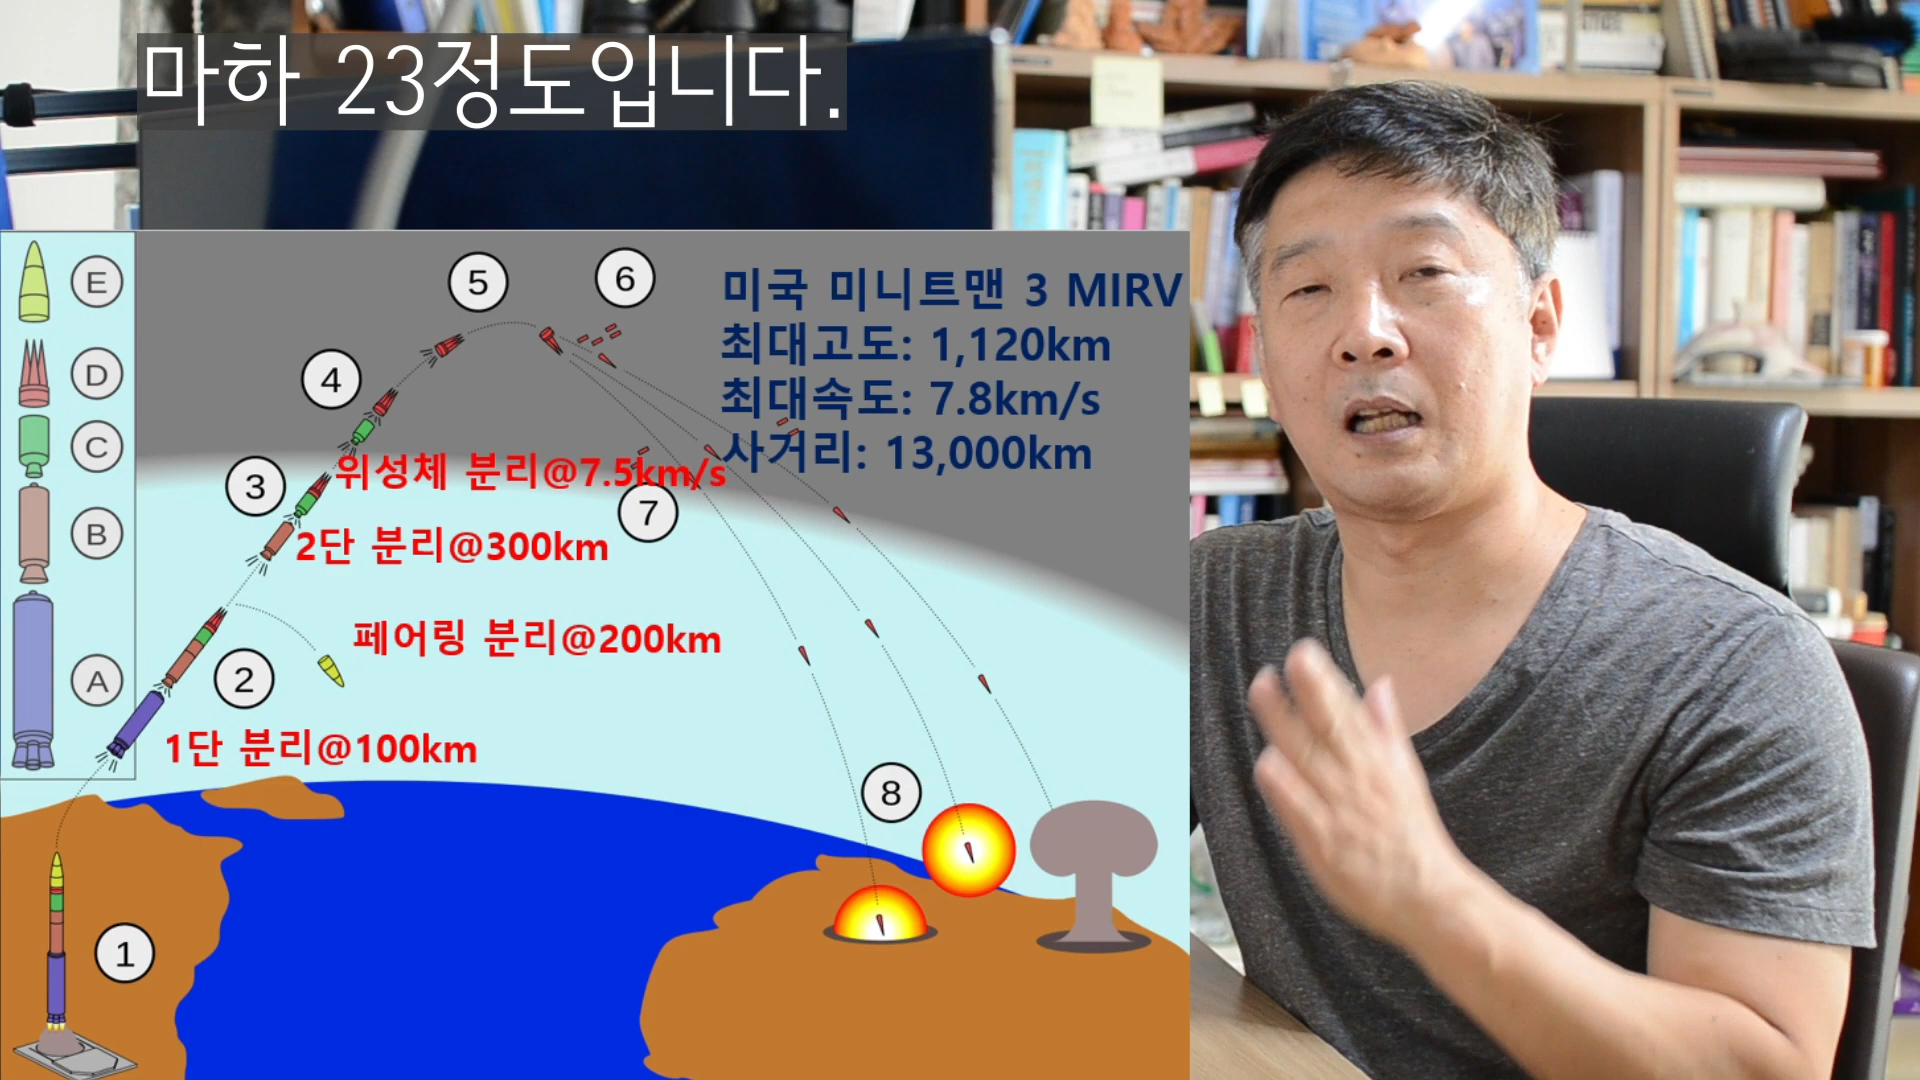 마하 23정도입니다.
E
D
C
B
A
5
6
4
3
7
2
8
1
미국 미니트맨 3 MIRV
최대고도: 1,120km
최대속도: 7.8km/s
사거리: 13,000km
위성체 분리@7.5km/s
2단 분리@300km
페어링 분리@200km
1단 분리@100km